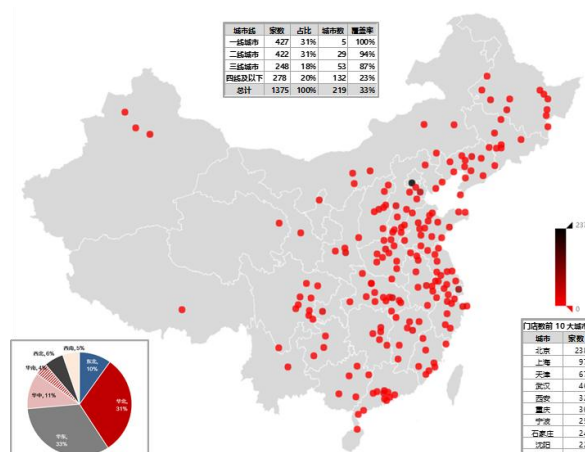 城市线 家数 占比 城市数 覆盖率
一线城市 427 31% 5 100%
二线城市 422 31% 29 94%
三线城市 248 18% 53 87%
四线及以下 278 20% 132 23%
总计 1375 100% 219 33%
0
门店数前 10 大城市
城市 家数
北京 238
上海
天津
武汉
西安
重庆
宁波
石家庄
沈阳
西南, 5%
西北, 6%
东北, 10%
华南, 4%
华中, 11%
华北, 31%
华东, 33%